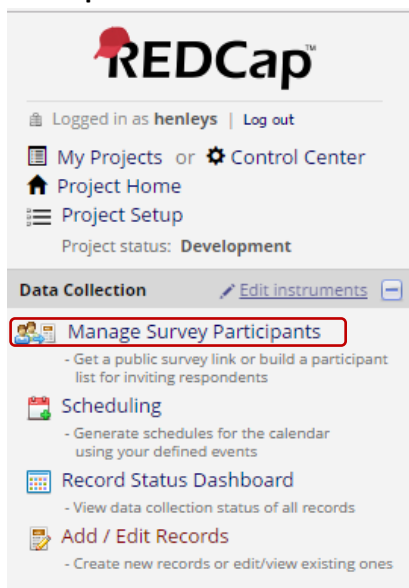 REDCap™
Logged in as henleys | Log out
My Projects or Control Center
Project Home
Project Setup
Project status: Development
Data Collection Edit instruments
Manage Survey Participants
- Get a public survey link or build a participant
list for inviting respondents
Scheduling
- Generate schedules for the calendar
using your defined events
Record Status Dashboard
- View data collection status of all records
Add / Edit Records
- Create new records or edit/view existing ones